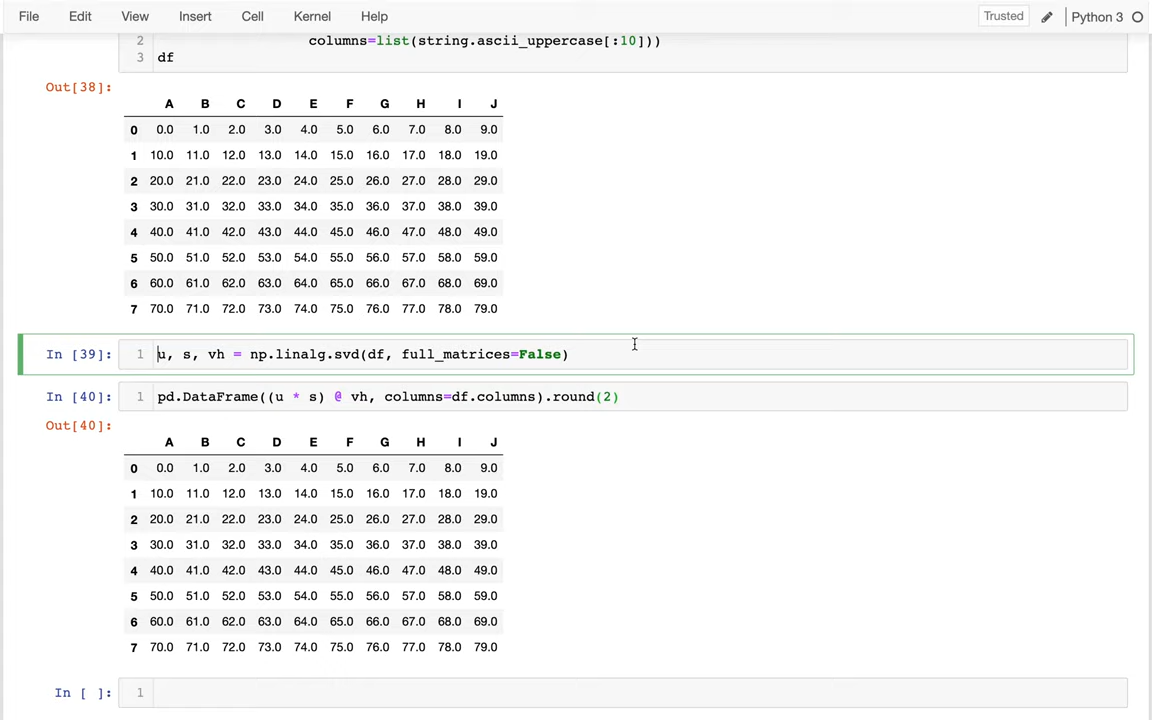 File Edit View Insert Cell Kernel Help Trusted Python 3
2 columns=list(string.ascii_uppercase[:10]))
3 df
Out[38]:
A B C D E F G H I J
0 0.0 1.0 2.0 3.0 4.0 5.0 6.0 7.0 8.0 9.0
1 10.0 11.0 12.0 13.0 14.0 15.0 16.0 17.0 18.0 19.0
2 20.0 21.0 22.0 23.0 24.0 25.0 26.0 27.0 28.0 29.0
3 30.0 31.0 32.0 33.0 34.0 35.0 36.0 37.0 38.0 39.0
4 40.0 41.0 42.0 43.0 44.0 45.0 46.0 47.0 48.0 49.0
5 50.0 51.0 52.0 53.0 54.0 55.0 56.0 57.0 58.0 59.0
6 60.0 61.0 62.0 63.0 64.0 65.0 66.0 67.0 68.0 69.0
7 70.0 71.0 72.0 73.0 74.0 75.0 76.0 77.0 78.0 79.0
In [39]: 1 u, s, vh = np.linalg.svd(df, full_matrices=False)
In [40]: 1 pd.DataFrame((u * s) @ vh, columns=df.columns).round(2)
Out[40]:
A B C D E F G H I J
0 0.0 1.0 2.0 3.0 4.0 5.0 6.0 7.0 8.0 9.0
1 10.0 11.0 12.0 13.0 14.0 15.0 16.0 17.0 18.0 19.0
2 20.0 21.0 22.0 23.0 24.0 25.0 26.0 27.0 28.0 29.0
3 30.0 31.0 32.0 33.0 34.0 35.0 36.0 37.0 38.0 39.0
4 40.0 41.0 42.0 43.0 44.0 45.0 46.0 47.0 48.0 49.0
5 50.0 51.0 52.0 53.0 54.0 55.0 56.0 57.0 58.0 59.0
6 60.0 61.0 62.0 63.0 64.0 65.0 66.0 67.0 68.0 69.0
7 70.0 71.0 72.0 73.0 74.0 75.0 76.0 77.0 78.0 79.0
In [ ]: 1